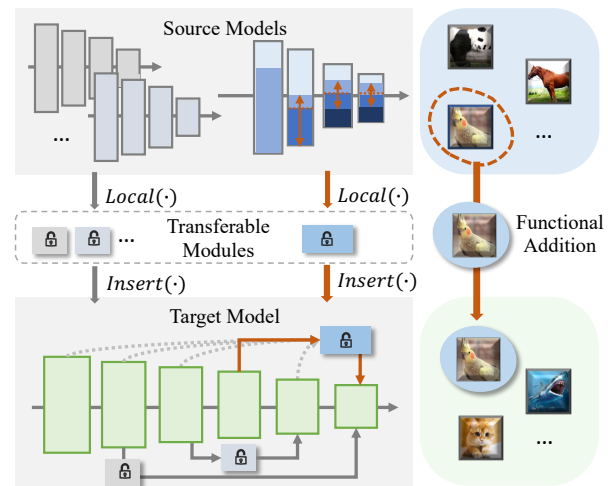 Source Models
...
...
Local(·)
Local(·)
... Transferable
Modules
Functional
Addition
Insert(·)
Insert(·)
Target Model
...